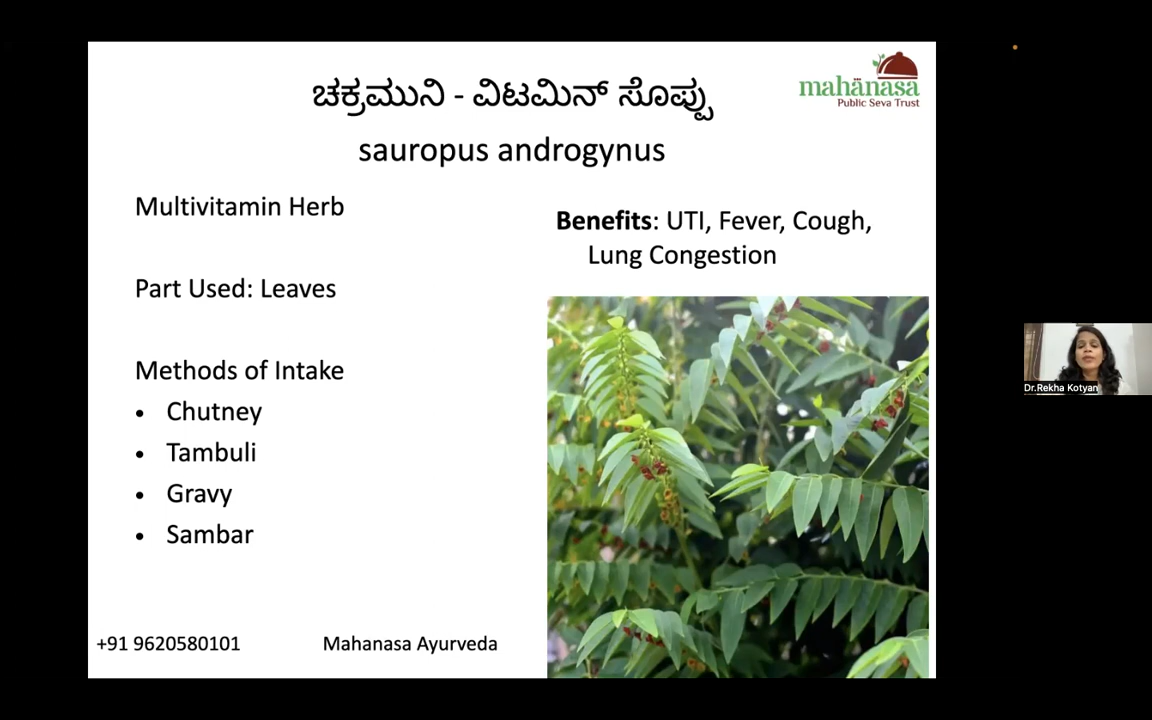 ಚಕ್ರಮುನಿ - ವಿಟಮಿನ್ ಸೊಪ್ಪು
sauropus androgynus
mahänasa
Public Seva Trust
Multivitamin Herb
Part Used: Leaves
Methods of Intake
• Chutney
• Tambuli
• Gravy
• Sambar
Benefits: UTI, Fever, Cough,
Lung Congestion
+91 9620580101
Mahanasa Ayurveda
Dr.Rekha Kotyan